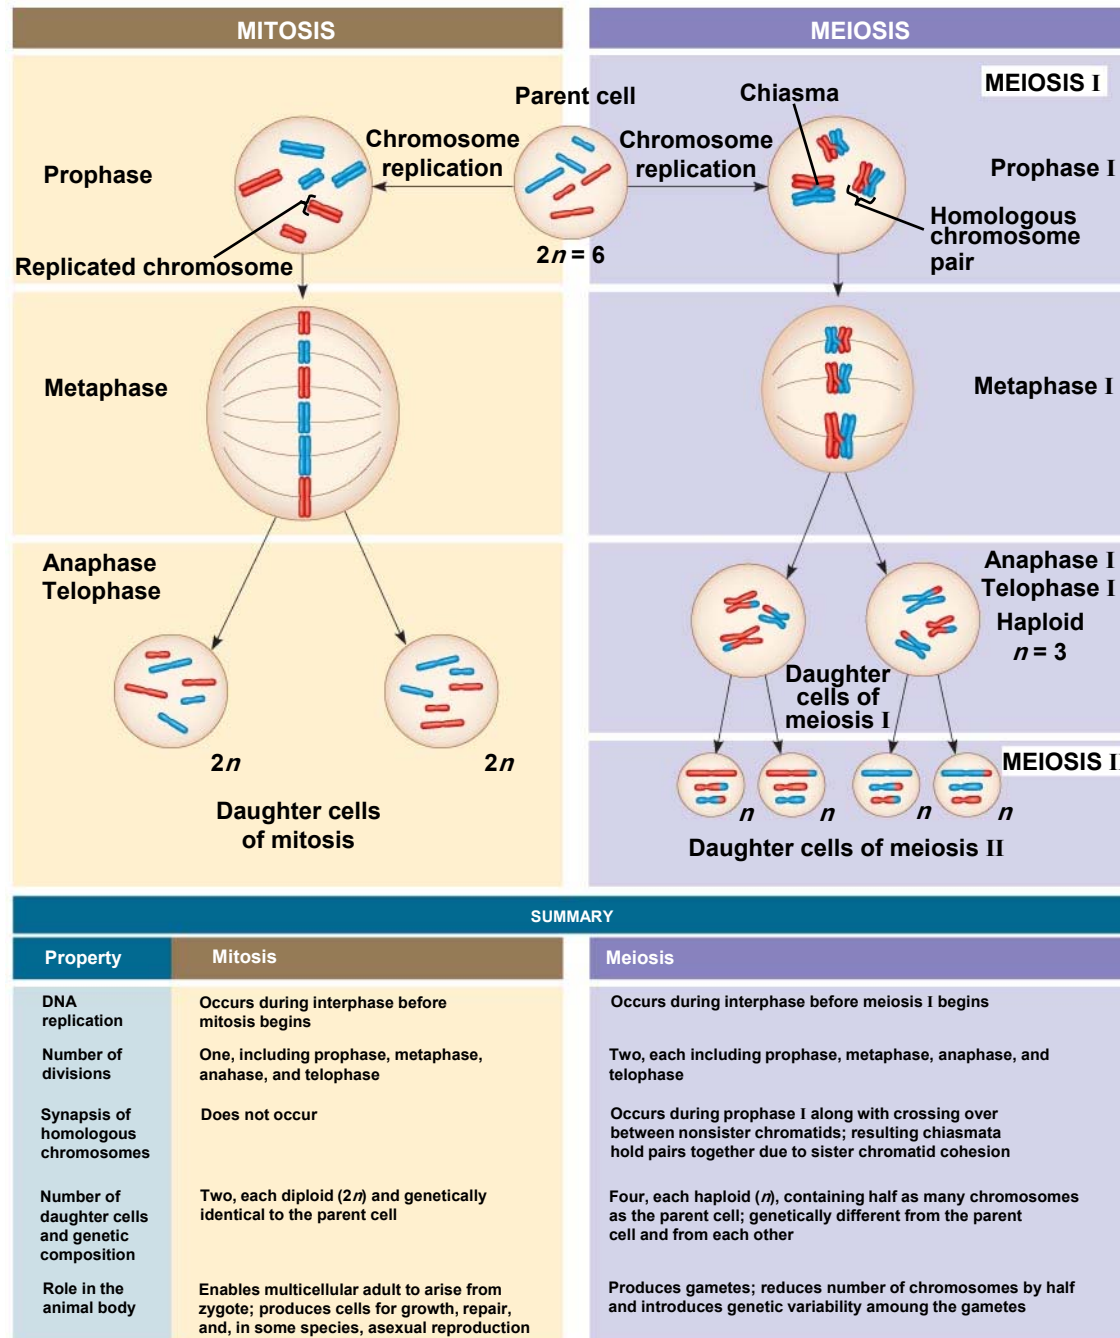 MITOSIS
MEIOSIS
MEIOSIS I
Parent cell
Chiasma
Chromosome
replication
Chromosome
replication
Prophase
Prophase I
Replicated chromosome
2n = 6
Homologous
chromosome
pair
Metaphase
Metaphase I
Anaphase
Telophase
Anaphase I
Telophase I
Haploid
n = 3
Daughter
cells of
meiosis I
2n
2n
Daughter cells
of mitosis
MEIOSIS II
n
n
n
n
Daughter cells of meiosis II
SUMMARY
Property
Mitosis
Meiosis
DNA
replication
Occurs during interphase before
mitosis begins
Occurs during interphase before meiosis I begins
Number of
divisions
One, including prophase, metaphase,
anahase, and telophase
Two, each including prophase, metaphase, anaphase, and
telophase
Synapsis of
homologous
chromosomes
Does not occur
Occurs during prophase I along with crossing over
between nonsister chromatids; resulting chiasmata
hold pairs together due to sister chromatid cohesion
Number of
daughter cells
and genetic
composition
Two, each diploid (2n) and genetically
identical to the parent cell
Four, each haploid (n), containing half as many chromosomes
as the parent cell; genetically different from the parent
cell and from each other
Role in the
animal body
Enables multicellular adult to arise from
zygote; produces cells for growth, repair,
and, in some species, asexual reproduction
Produces gametes; reduces number of chromosomes by half
and introduces genetic variability amoung the gametes